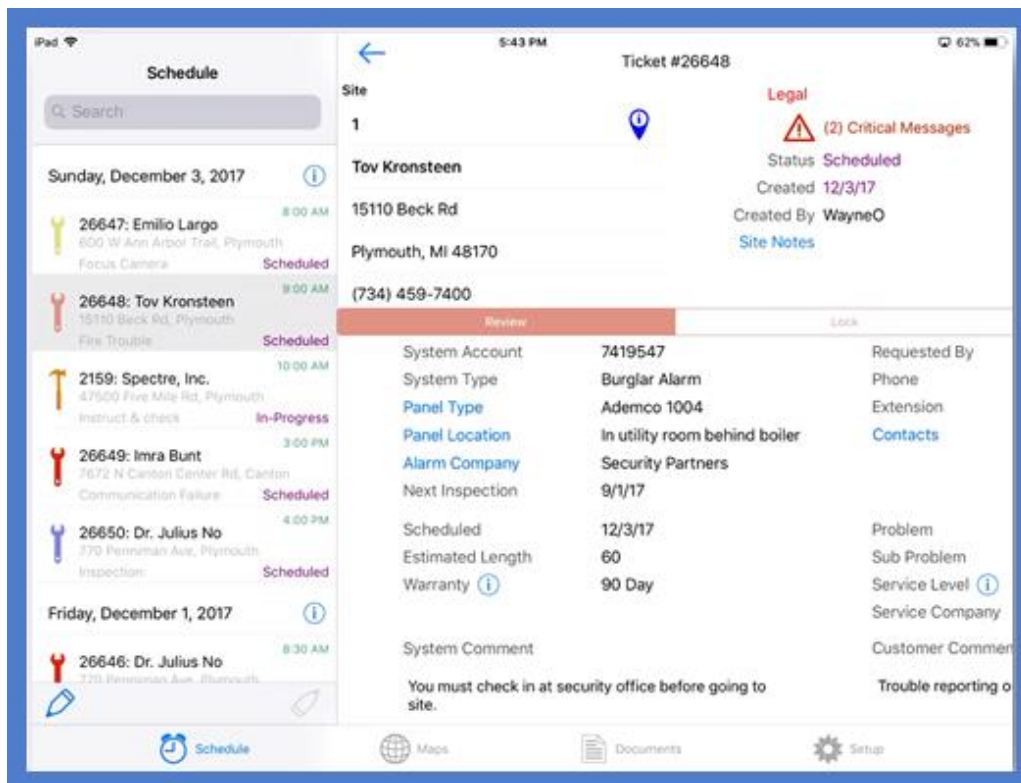 iPad
5:43 PM
62%
Schedule
Search
Sunday, December 3, 2017
8:00 AM
26647: Emilio Largo
600 W Ann Arbor Trail, Plymouth
Focus Camera
Scheduled
9:00 AM
26648: Tov Kronsteen
15110 Beck Rd, Plymouth
Fire Trouble
Scheduled
10:00 AM
2159: Spectre, Inc.
47500 Five Mile Rd, Plymouth
Instruct & check
In-Progress
3:00 PM
26649: Imra Bunt
7672 N Canton Center Rd, Canton
Communication Failure
Scheduled
4:00 PM
26650: Dr. Julius No
770 Penniman Ave, Plymouth
Inspection
Scheduled
Friday, December 1, 2017
8:30 AM
26646: Dr. Julius No
770 Penniman Ave, Plymouth
Ticket #26648
Site
1
Tov Kronsteen
15110 Beck Rd
Plymouth, MI 48170
(734) 459-7400
Legal
(2) Critical Messages
Status Scheduled
Created 12/3/17
Created By WayneO
Site Notes
Review
Lock
System Account 7419547 Requested By
System Type Burglar Alarm Phone
Panel Type Ademco 1004 Extension
Panel Location In utility room behind boiler Contacts
Alarm Company Security Partners
Next Inspection 9/1/17
Scheduled 12/3/17 Problem
Estimated Length 60 Sub Problem
Warranty 90 Day Service Level
Service Company
System Comment Customer Commen
You must check in at security office before going to
site.
Trouble reporting o
Schedule Maps Documents Setup